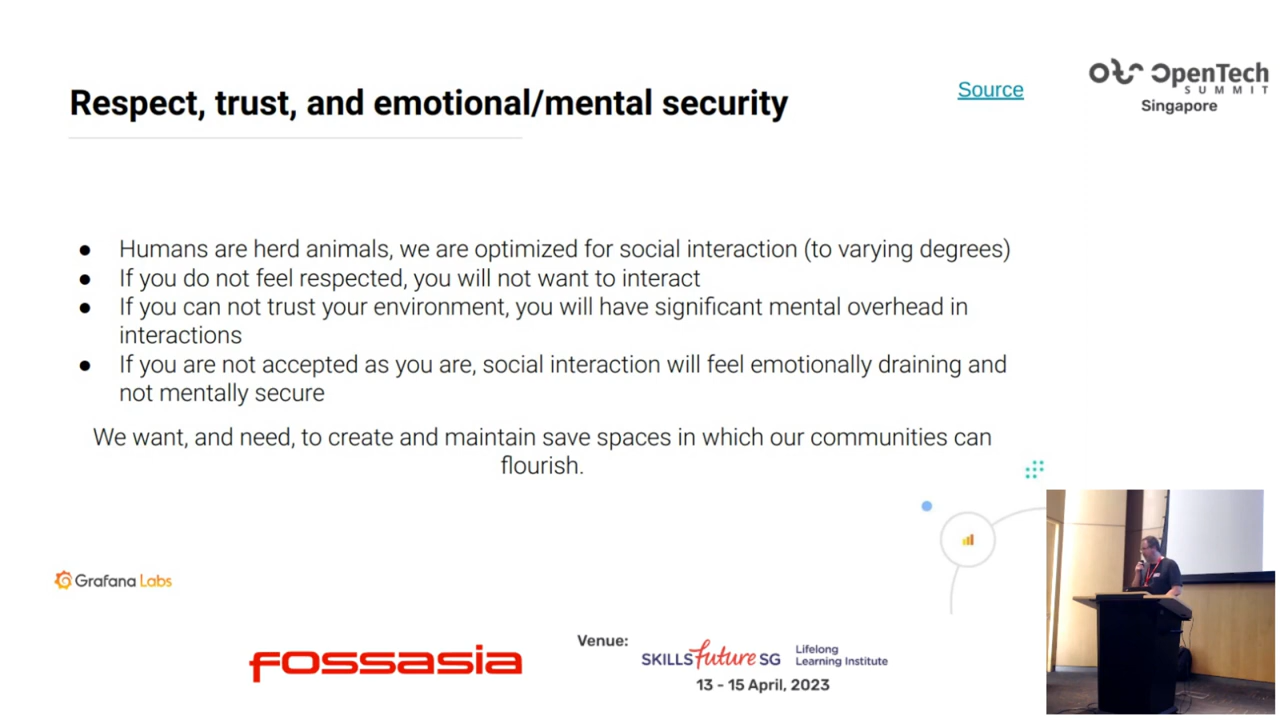 Respect, trust, and emotional/mental security
Source
OpenTech
SUMMIT
Singapore
● Humans are herd animals, we are optimized for social interaction (to varying degrees)
● If you do not feel respected, you will not want to interact
● If you can not trust your environment, you will have significant mental overhead in
interactions
● If you are not accepted as you are, social interaction will feel emotionally draining and
not mentally secure
We want, and need, to create and maintain save spaces in which our communities can
flourish.
Grafana Labs
fossasia
Venue:
SKILLSfuture SG
Lifelong
Learning Institute
13 - 15 April, 2023